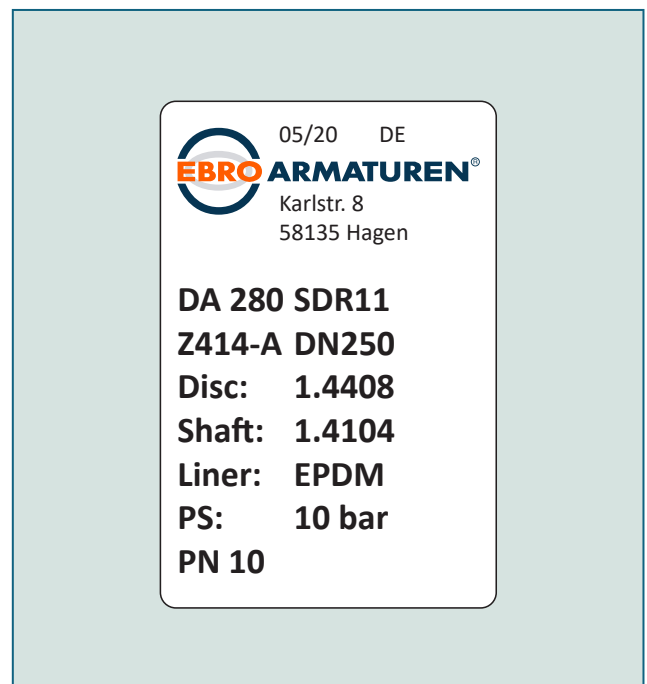 05/20 DE
EBRO ARMATUREN®
Karlstr. 8
58135 Hagen
DA 280 SDR11
Z414-A DN250
Disc: 1.4408
Shaft: 1.4104
Liner: EPDM
PS: 10 bar
PN 10